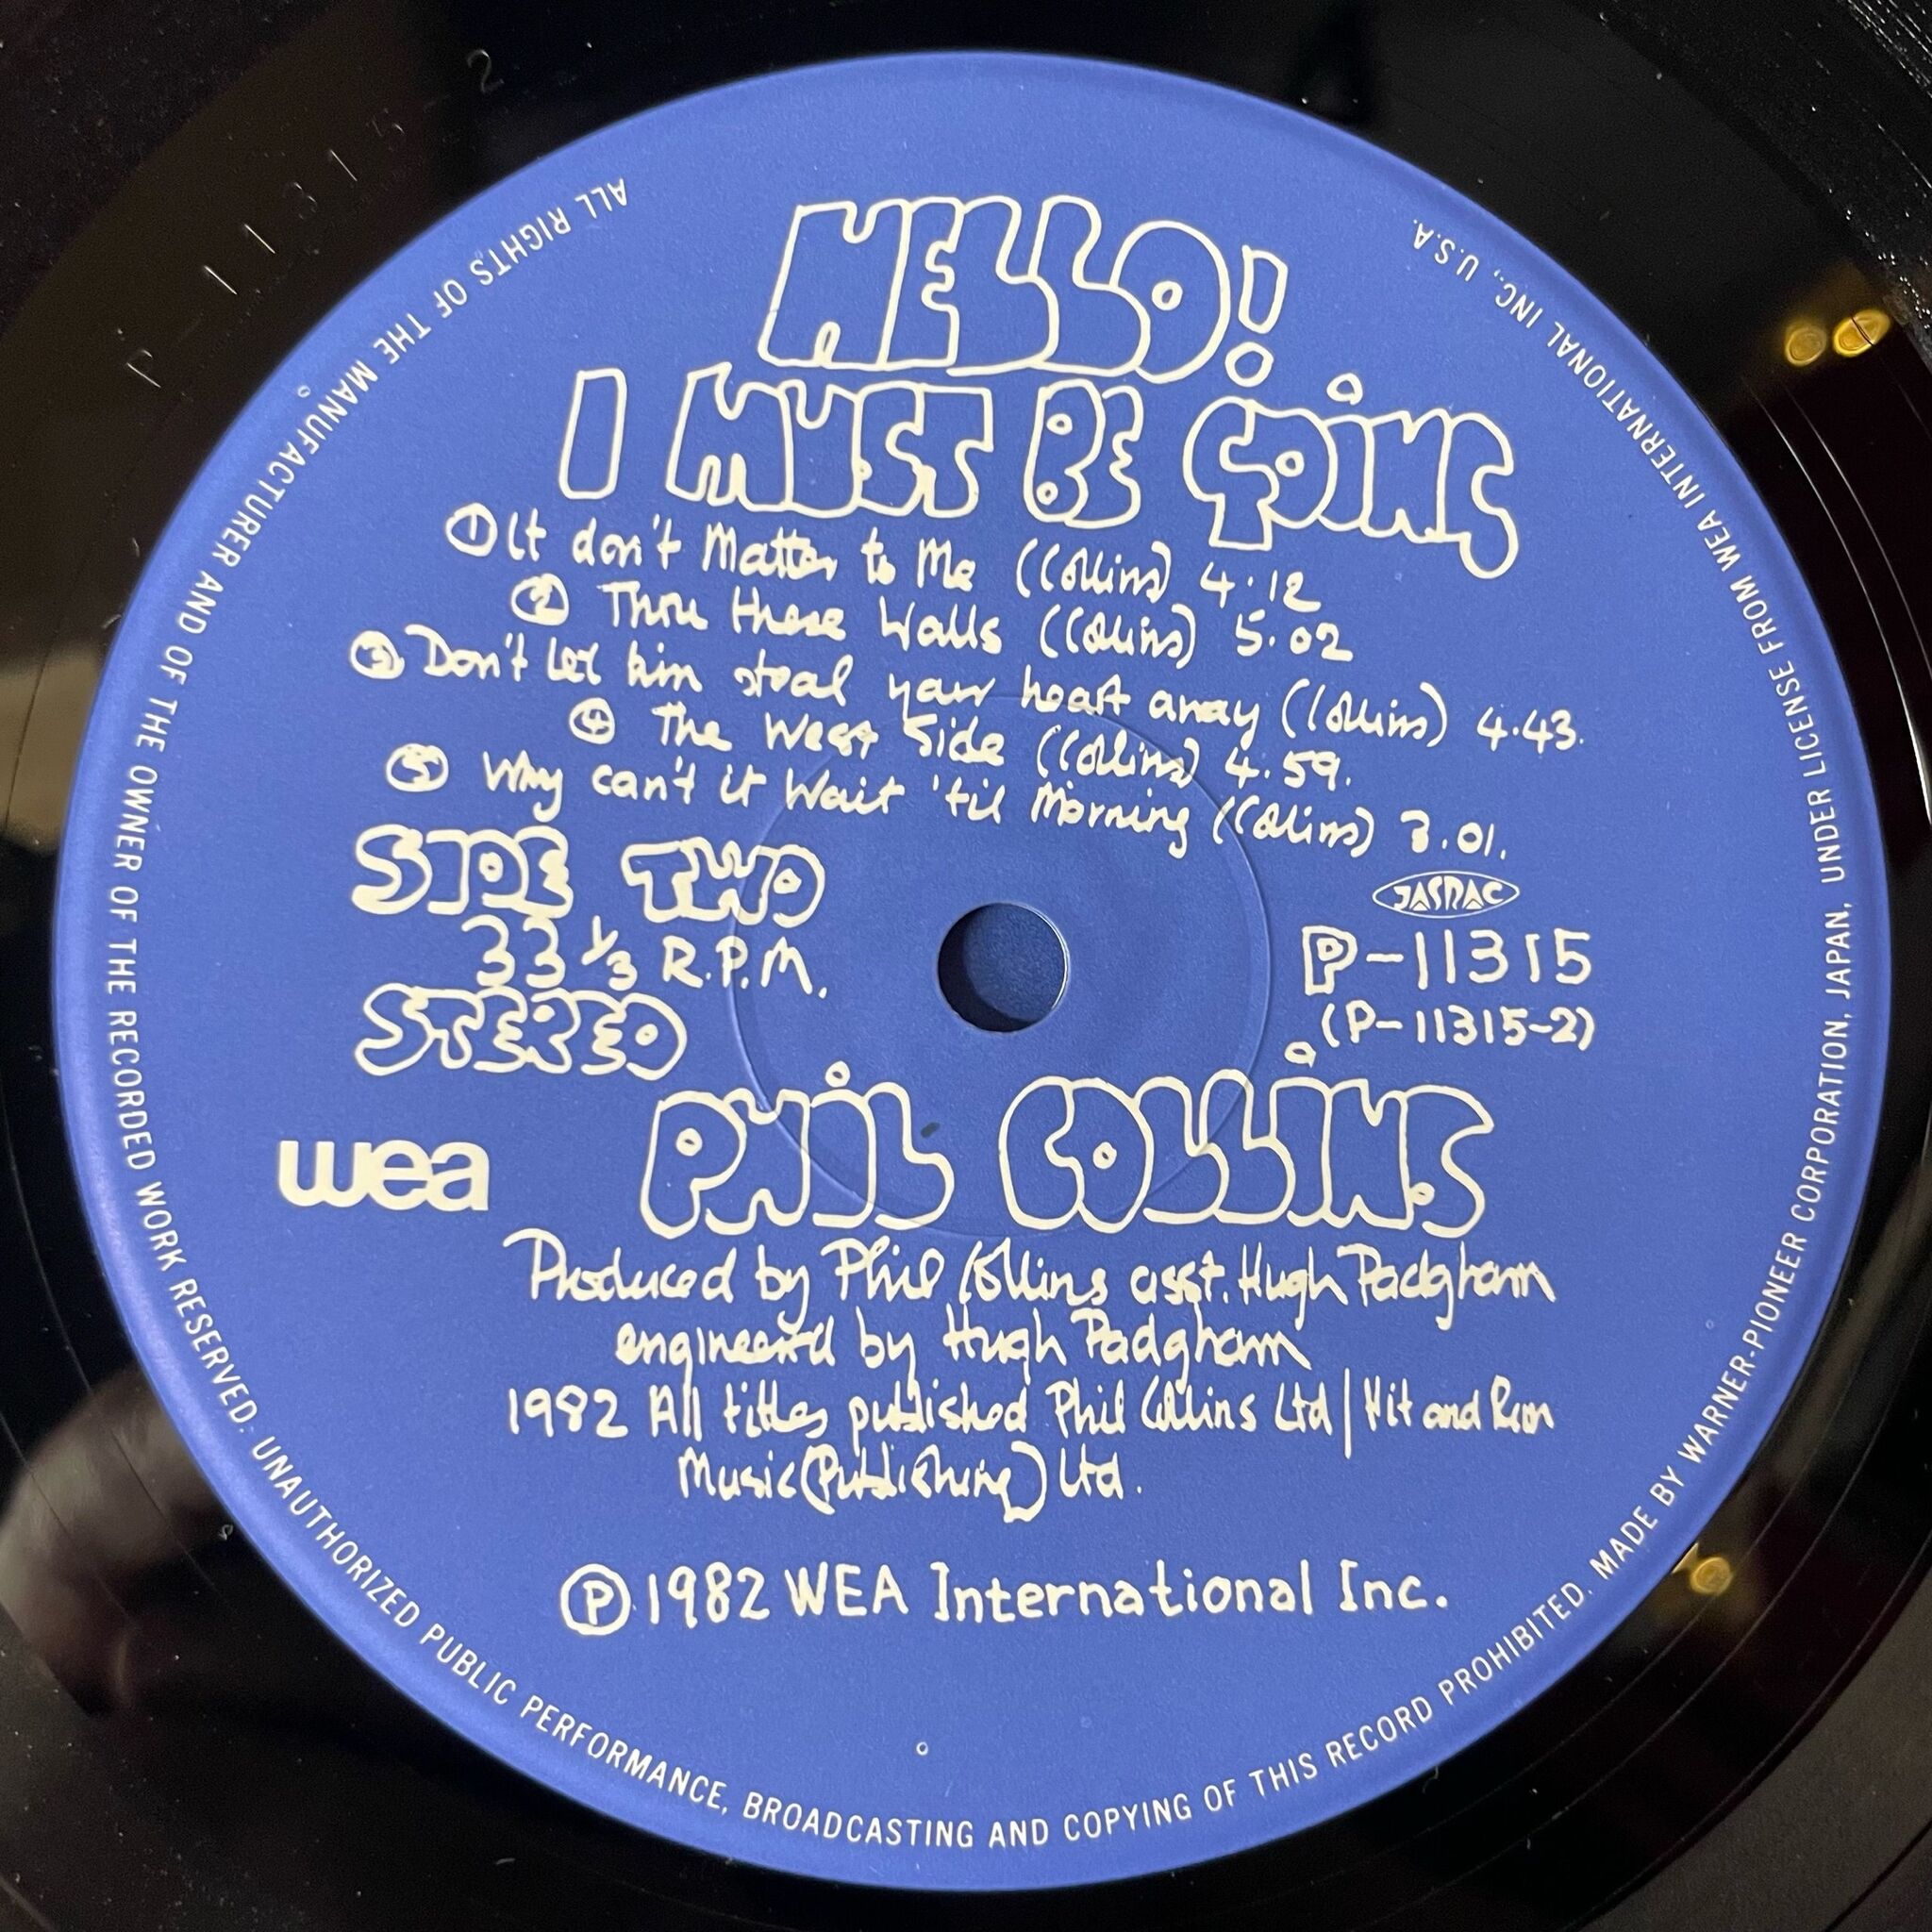 HELLO!
I MUST BE GOING
① It don't Matter to Me (Collins) 4.12
② Thru these Walls (Collins) 5.02
③ Don't let him steal your heart away (Collins) 4.43.
④ The West Side (Collins) 4.59.
⑤ Why can't it Wait 'til Morning (Collins) 3.01.
SIDE TWO
33 1/3 R.P.M.
STEREO
JASRAC
P-11315
(P-11315-2)
wea
PHIL COLLINS
Produced by Phil Collins asst. Hugh Padgham
engineered by Hugh Padgham
1982 All titles published Phil Collins Ltd | Hit and Run
Music (Publishing) Ltd.
Ⓟ 1982 WEA International Inc.
ALL RIGHTS OF THE MANUFACTURER AND OF THE OWNER OF THE RECORDED WORK RESERVED. UNAUTHORIZED PUBLIC PERFORMANCE, BROADCASTING AND COPYING OF THIS RECORD PROHIBITED. MADE BY WARNER-PIONEER CORPORATION, JAPAN, UNDER LICENSE FROM WEA INTERNATIONAL INC., U.S.A
P-11315-2